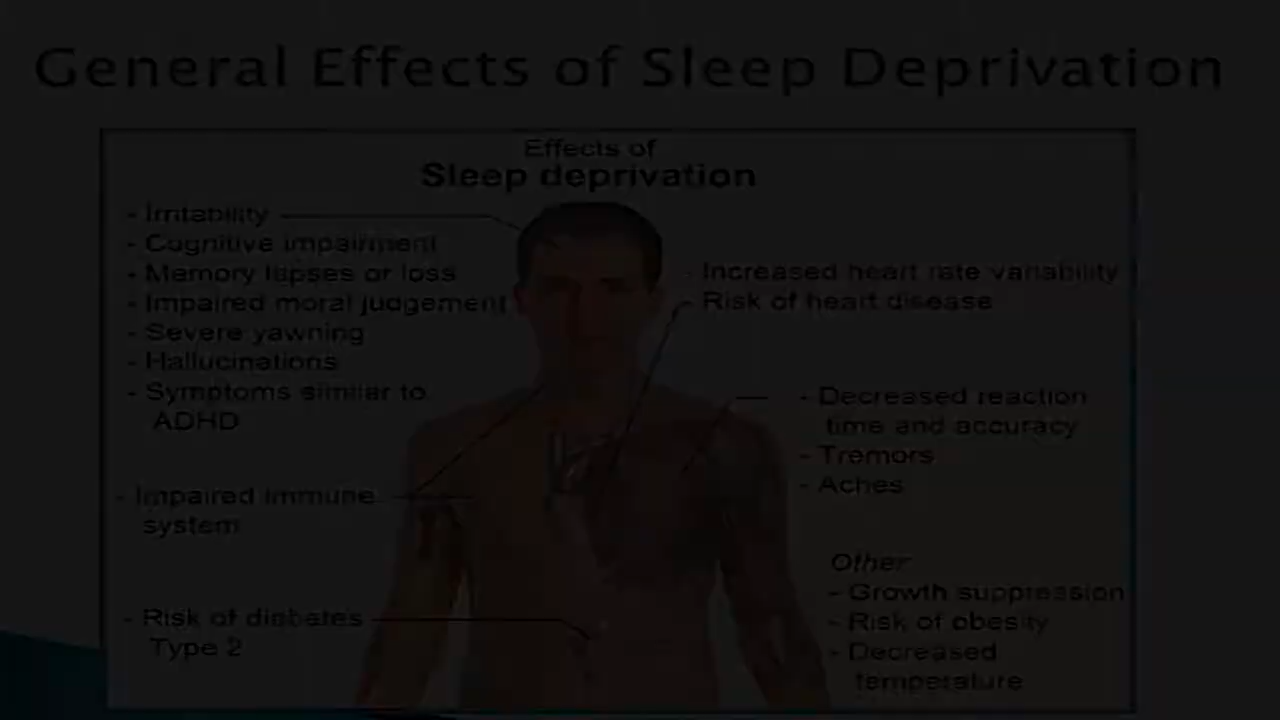 General Effects of Sleep Deprivation
Effects of
Sleep deprivation
- Irritability
- Cognitive impairment
- Memory lapses or loss
- Impaired moral judgement
- Severe yawning
- Hallucinations
- Symptoms similar to
ADHD
- Impaired immune
system
- Risk of diabetes
Type 2
- Increased heart rate variability
- Risk of heart disease
- Decreased reaction
time and accuracy
- Tremors
- Aches
Other
- Growth suppression
- Risk of obesity
- Decreased
temperature